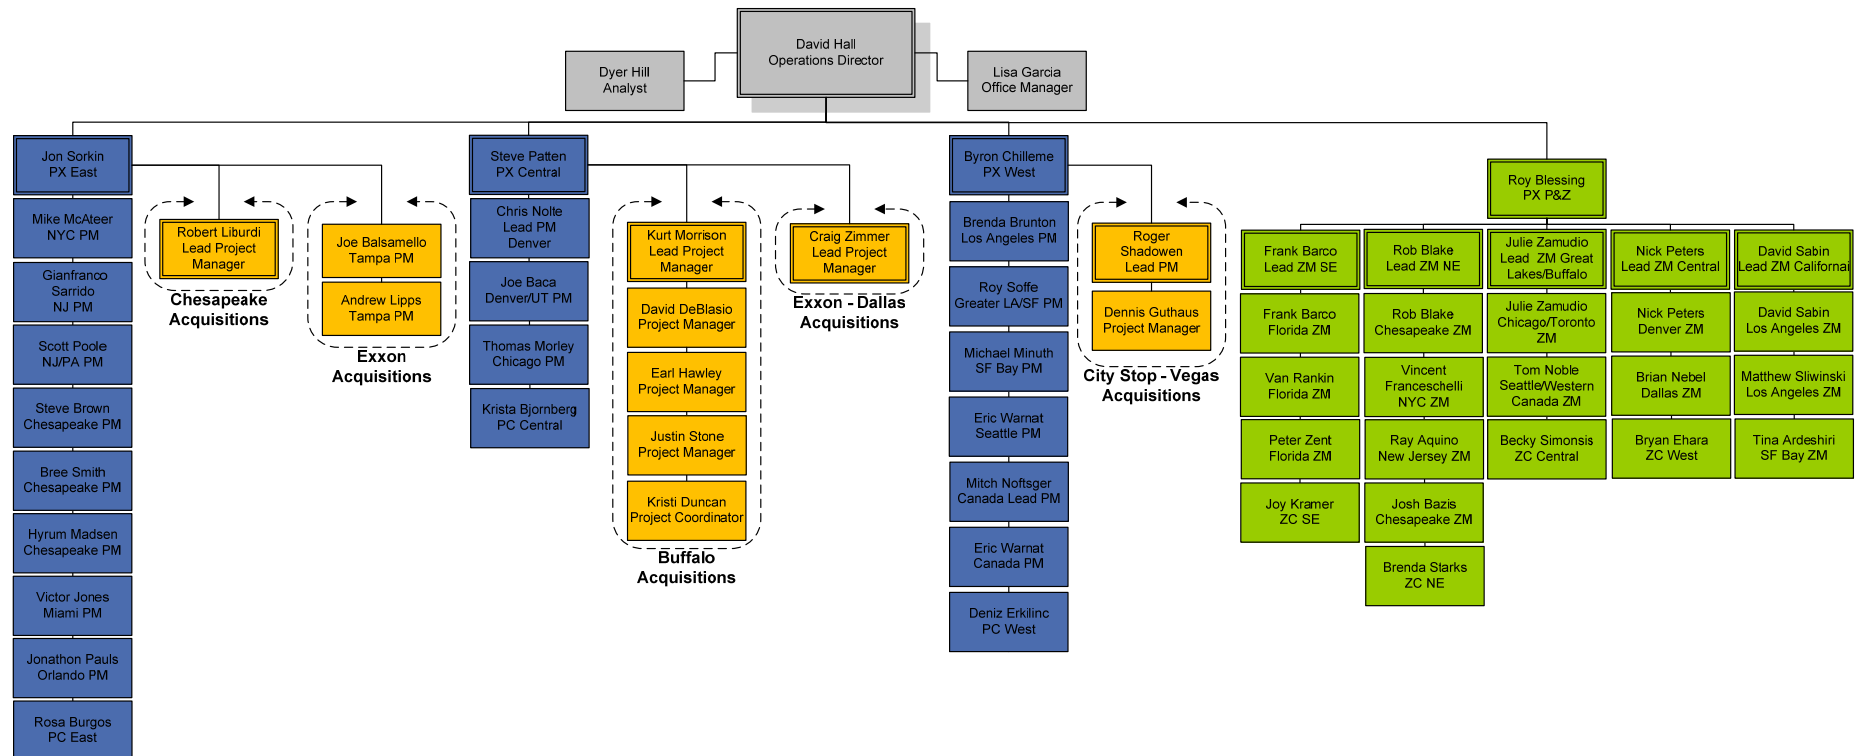 David Hall
Operations Director
Dyer Hill
Analyst
Lisa Garcia
Office Manager
Jon Sorkin
PX East
Mike McAteer
NYC PM
Gianfranco
Sarrido
NJ PM
Scott Poole
NJ/PA PM
Steve Brown
Chesapeake PM
Bree Smith
Chesapeake PM
Hyrum Madsen
Chesapeake PM
Victor Jones
Miami PM
Jonathon Pauls
Orlando PM
Rosa Burgos
PC East
Robert Liburdi
Lead Project
Manager
Chesapeake
Acquisitions
Joe Balsamello
Tampa PM
Andrew Lipps
Tampa PM
Exxon
Acquisitions
Steve Patten
PX Central
Chris Nolte
Lead PM
Denver
Joe Baca
Denver/UT PM
Thomas Morley
Chicago PM
Krista Bjornberg
PC Central
Kurt Morrison
Lead Project
Manager
David DeBlasio
Project Manager
Earl Hawley
Project Manager
Justin Stone
Project Manager
Kristi Duncan
Project Coordinator
Buffalo
Acquisitions
Craig Zimmer
Lead Project
Manager
Exxon - Dallas
Acquisitions
Byron Chilleme
PX West
Brenda Brunton
Los Angeles PM
Roy Soffe
Greater LA/SF PM
Michael Minuth
SF Bay PM
Eric Warnat
Seattle PM
Mitch Noftsger
Canada Lead PM
Eric Warnat
Canada PM
Deniz Erkilinc
PC West
Roger
Shadowen
Lead PM
Dennis Guthaus
Project Manager
City Stop - Vegas
Acquisitions
Roy Blessing
PX P&Z
Frank Barco
Lead ZM SE
Frank Barco
Florida ZM
Van Rankin
Florida ZM
Peter Zent
Florida ZM
Joy Kramer
ZC SE
Rob Blake
Lead ZM NE
Rob Blake
Chesapeake ZM
Vincent
Franceschelli
NYC ZM
Ray Aquino
New Jersey ZM
Josh Bazis
Chesapeake ZM
Brenda Starks
ZC NE
Julie Zamudio
Lead ZM Great
Lakes/Buffalo
Julie Zamudio
Chicago/Toronto
ZM
Tom Noble
Seattle/Western
Canada ZM
Becky Simonsis
ZC Central
Nick Peters
Lead ZM Central
Nick Peters
Denver ZM
Brian Nebel
Dallas ZM
Bryan Ehara
ZC West
David Sabin
Lead ZM Californai
David Sabin
Los Angeles ZM
Matthew Sliwinski
Los Angeles ZM
Tina Ardeshiri
SF Bay ZM